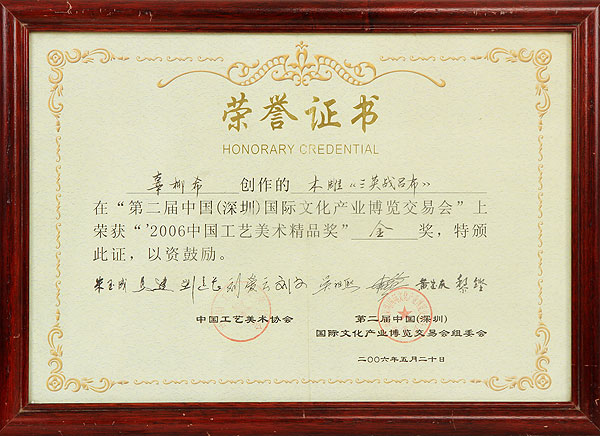 荣誉证书
HONORARY CREDENTIAL
辜柳希 创作的 木雕《三英战吕布》
在“第二届中国(深圳)国际文化产业博览交易会”上
荣获“'2006中国工艺美术精品奖” 金 奖,特颁
此证,以资鼓励。
中国工艺美术协会
第二届中国(深圳)
国际文化产业博览交易会组委会
二〇〇六年五月二十日